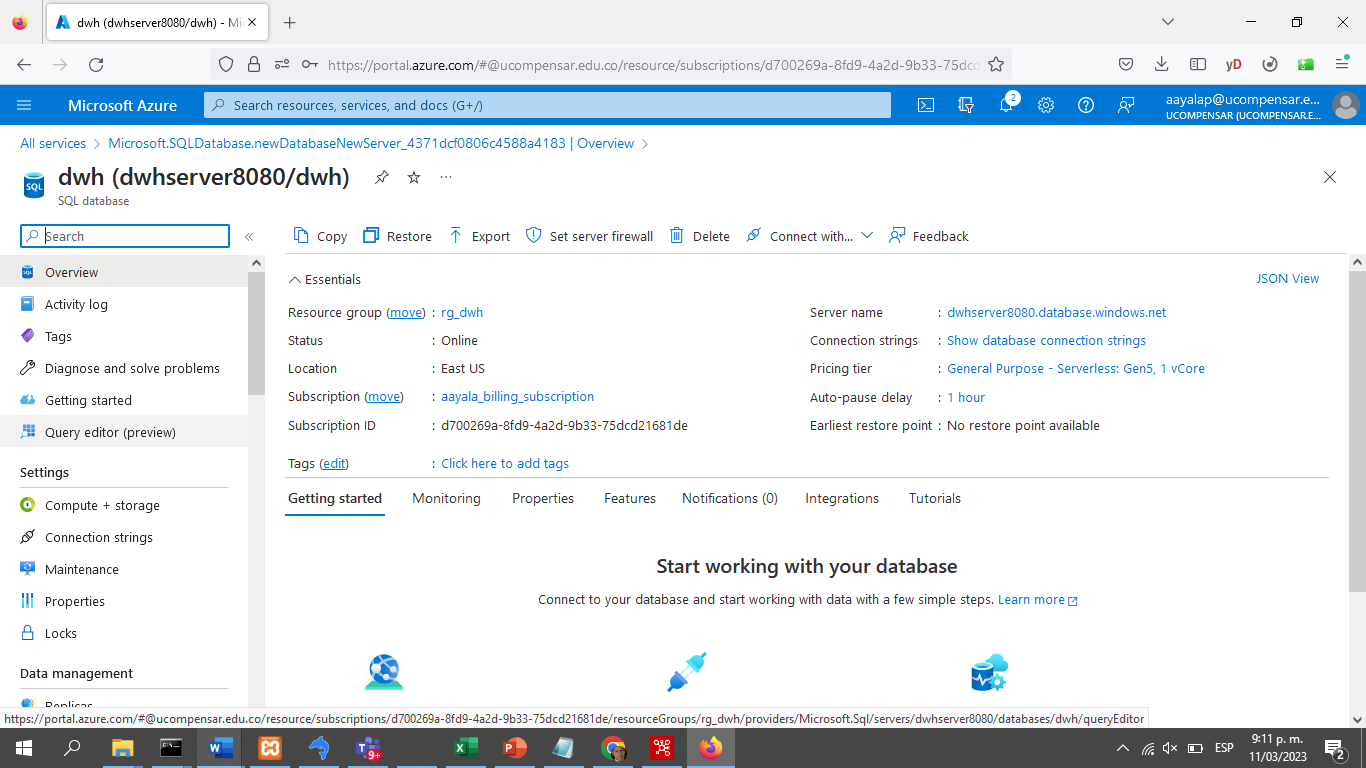 dwh (dwhserver8080/dwh) - Mic
https://portal.azure.com/#@ucompensar.edu.co/resource/subscriptions/d700269a-8fd9-4a2d-9b33-75dcd
yD
Microsoft Azure
Search resources, services, and docs (G+/)
2
aayalap@ucompensar.e...
UCOMPENSAR (UCOMPENSAR.E...
All services > Microsoft.SQLDatabase.newDatabaseNewServer_4371dcf0806c4588a4183 | Overview >
dwh (dwhserver8080/dwh)
SQL database
Search
Copy Restore Export Set server firewall Delete Connect with... Feedback
Overview
Activity log
Tags
Diagnose and solve problems
Getting started
Query editor (preview)
Settings
Compute + storage
Connection strings
Maintenance
Properties
Locks
Data management
Replicas
Essentials
JSON View
Resource group (move) : rg_dwh
Status : Online
Location : East US
Subscription (move) : aayala_billing_subscription
Subscription ID : d700269a-8fd9-4a2d-9b33-75dcd21681de
Tags (edit) : Click here to add tags
Server name : dwhserver8080.database.windows.net
Connection strings : Show database connection strings
Pricing tier : General Purpose - Serverless: Gen5, 1 vCore
Auto-pause delay : 1 hour
Earliest restore point : No restore point available
Getting started Monitoring Properties Features Notifications (0) Integrations Tutorials
Start working with your database
Connect to your database and start working with data with a few simple steps. Learn more
https://portal.azure.com/#@ucompensar.edu.co/resource/subscriptions/d700269a-8fd9-4a2d-9b33-75dcd21681de/resourceGroups/rg_dwh/providers/Microsoft.Sql/servers/dwhserver8080/databases/dwh/queryEditor
9+
ESP
9:11 p. m.
11/03/2023
2